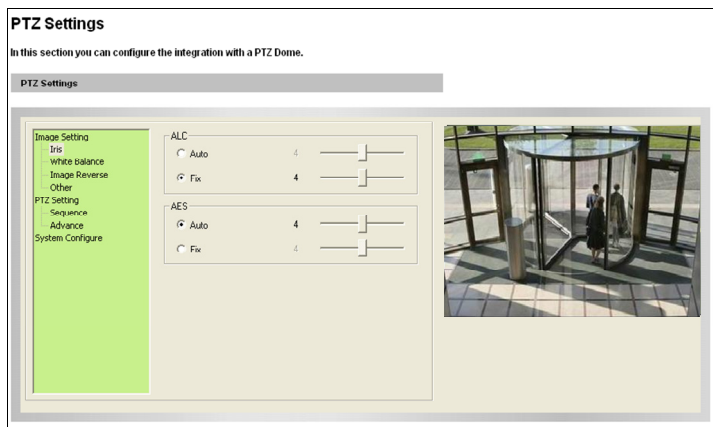 PTZ Settings
In this section you can configure the integration with a PTZ Dome.
PTZ Settings
Image Setting
Iris
White Balance
Image Reverse
Other
PTZ Setting
Sequence
Advance
System Configure
ALC
Auto 4
Fix 4
AES
Auto 4
Fix 4